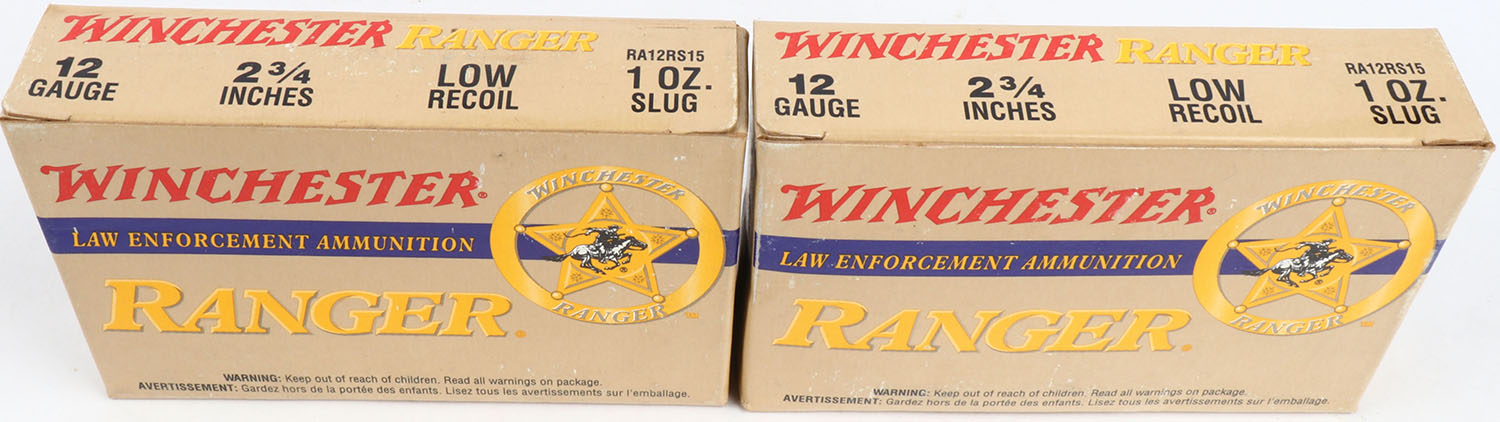 WINCHESTER RANGER
12 GAUGE 2 3/4 INCHES LOW RECOIL RA12RS15 1 OZ. SLUG
WINCHESTER®
LAW ENFORCEMENT AMMUNITION
RANGER®
WINCHESTER
®
RANGER
TM
WARNING: Keep out of reach of children. Read all warnings on package.
AVERTISSEMENT: Gardez hors de la portée des enfants. Lisez tous les avertissements sur l'emballage.
WINCHESTER RANGER
12 GAUGE 2 3/4 INCHES LOW RECOIL RA12RS15 1 OZ. SLUG
WINCHESTER®
LAW ENFORCEMENT AMMUNITION
RANGER®
WINCHESTER
®
RANGER
TM
WARNING: Keep out of reach of children. Read all warnings on package.
AVERTISSEMENT: Gardez hors de la portée des enfants. Lisez tous les avertissements sur l'emballage.